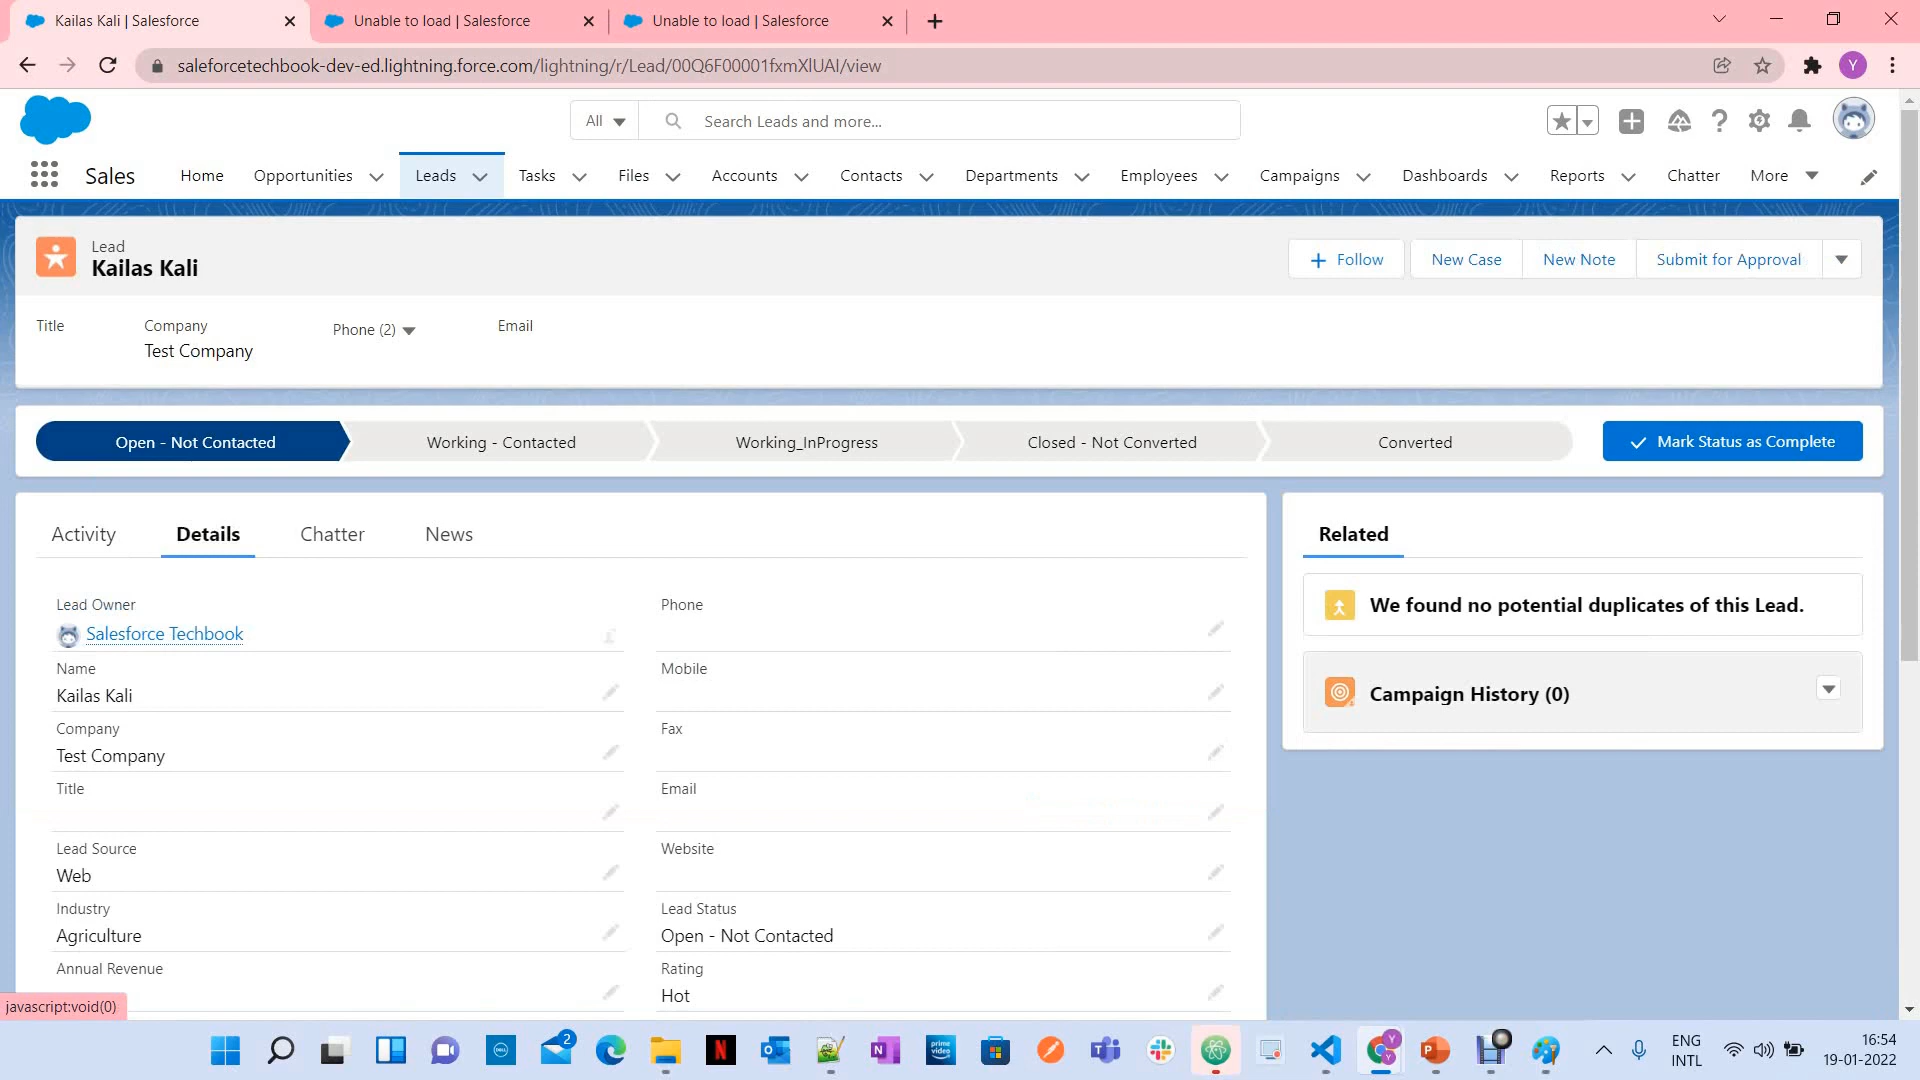 Kailas Kali | Salesforce
Unable to load | Salesforce
Unable to load | Salesforce
saleforcetechbook-dev-ed.lightning.force.com/lightning/r/Lead/00Q6F00001fxmXlUAI/view
Y
All
Search Leads and more...
Sales
Home
Opportunities
Leads
Tasks
Files
Accounts
Contacts
Departments
Employees
Campaigns
Dashboards
Reports
Chatter
More
Lead
Kailas Kali
+ Follow
New Case
New Note
Submit for Approval
Title
Company
Phone (2)
Email
Test Company
Open - Not Contacted
Working - Contacted
Working_InProgress
Closed - Not Converted
Converted
Mark Status as Complete
Activity
Details
Chatter
News
Related
Lead Owner
Salesforce Techbook
Phone
Name
Kailas Kali
Mobile
Company
Test Company
Fax
Title
Email
Lead Source
Web
Website
Industry
Agriculture
Lead Status
Open - Not Contacted
Annual Revenue
Rating
Hot
We found no potential duplicates of this Lead.
Campaign History (0)
javascript:void(0)
2
ENG
INTL
16:54
19-01-2022